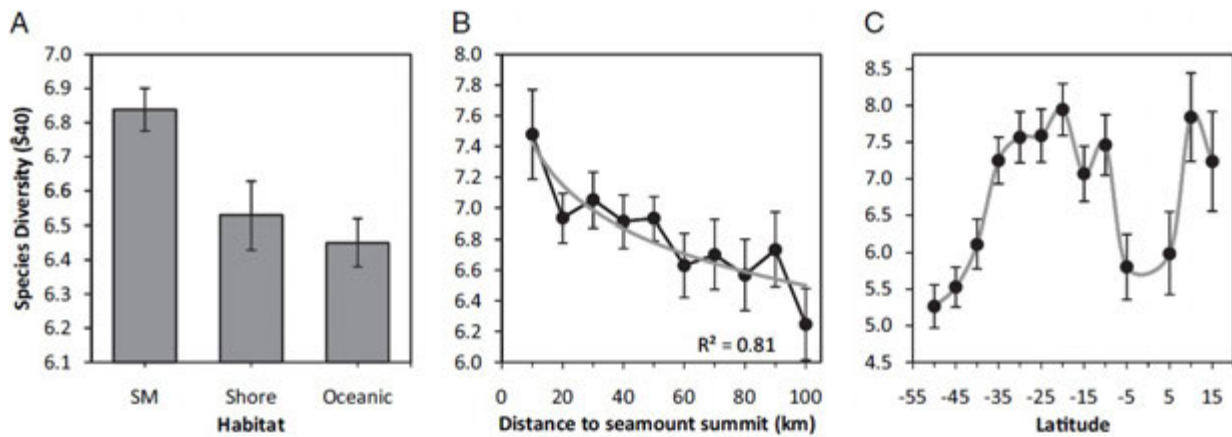 A
Species Diversity (Ŝ40)
7.0
6.9
6.8
6.7
6.6
6.5
6.4
6.3
6.2
6.1
SM Shore Oceanic
Habitat
B
8.0
7.8
7.6
7.4
7.2
7.0
6.8
6.6
6.4
6.2
6.0
R² = 0.81
0 20 40 60 80 100
Distance to seamount summit (km)
C
8.5
8.0
7.5
7.0
6.5
6.0
5.5
5.0
4.5
-55 -45 -35 -25 -15 -5 5 15
Latitude